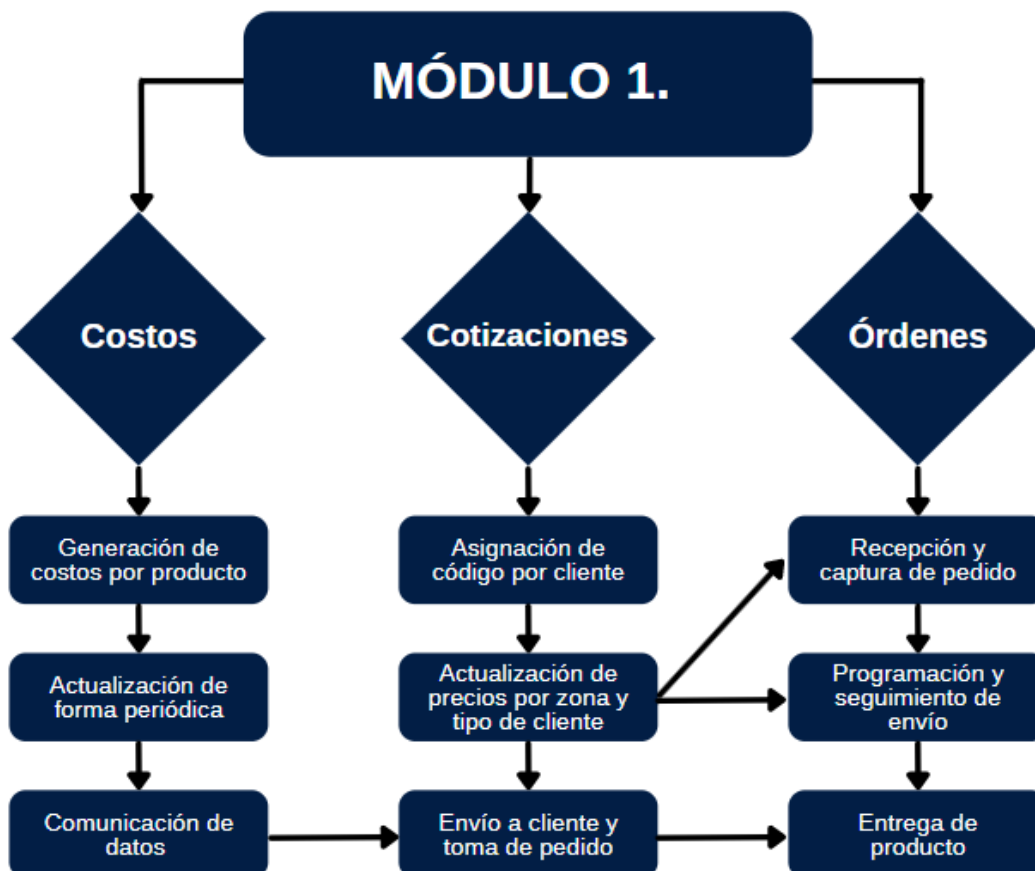 MÓDULO 1.
Costos
Cotizaciones
Órdenes
Generación de
costos por producto
Asignación de
código por cliente
Recepción y
captura de pedido
Actualización de
forma periódica
Actualización de
precios por zona y
tipo de cliente
Programación y
seguimiento de
envío
Comunicación de
datos
Envío a cliente y
toma de pedido
Entrega de
producto